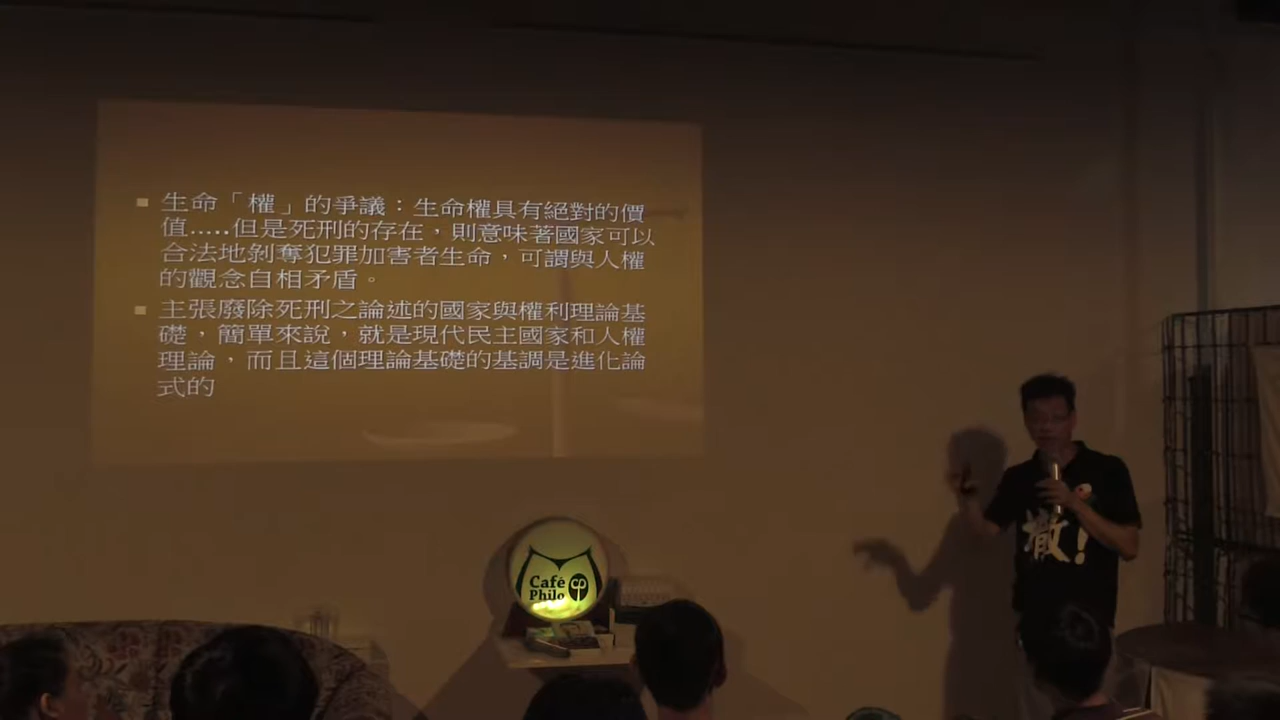 生命「權」的爭議：生命權具有絕對的價
值.....但是死刑的存在，則意味著國家可以
合法地剝奪犯罪加害者生命，可謂與人權
的觀念自相矛盾。
主張廢除死刑之論述的國家與權利理論基
礎，簡單來說，就是現代民主國家和人權
理論，而且這個理論基礎的基調是進化論
式的
Café
Philo
cp
撤!